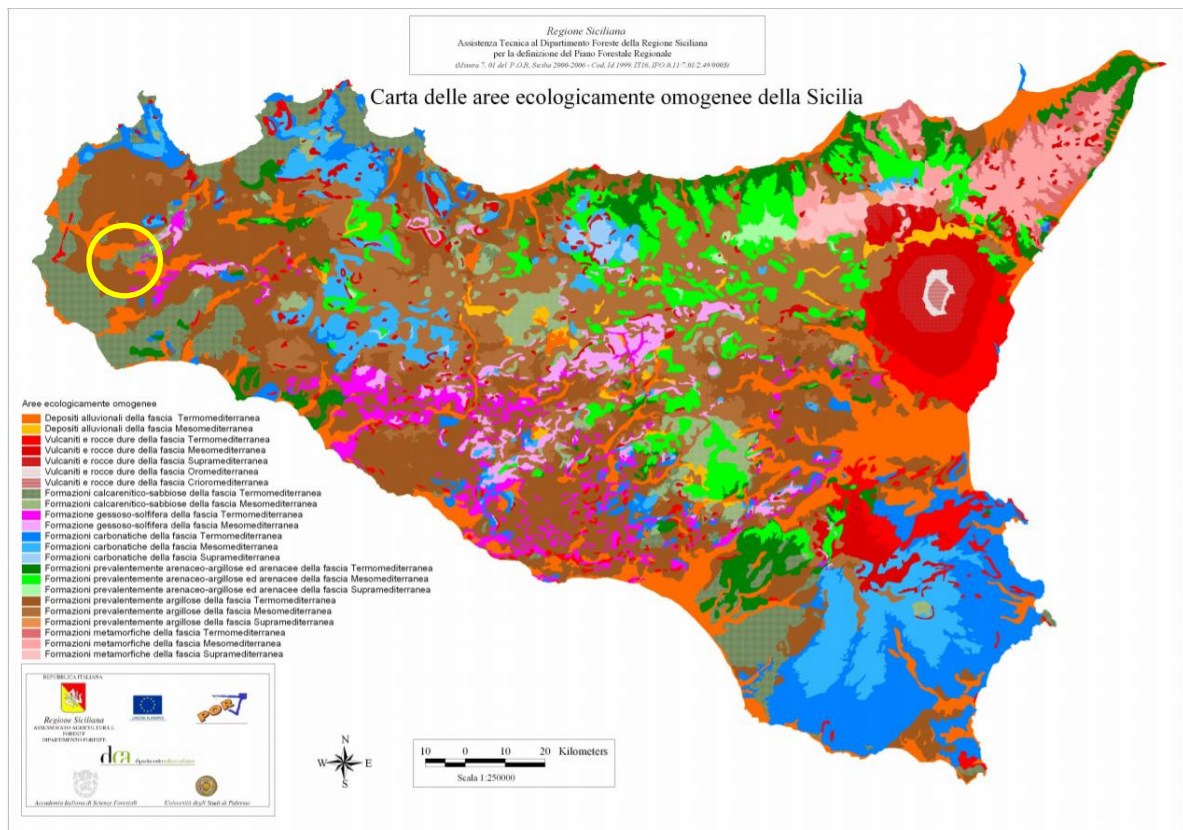 Regione Siciliana
Assistenza Tecnica al Dipartimento Foreste della Regione Siciliana
per la definizione del Piano Forestale Regionale
Carta delle aree ecologicamente omogenee della Sicilia
Aree ecologicamente omogenee
Depositi alluvionali della fascia Termomediterranea
Depositi alluvionali della fascia Mesomediterranea
Vulcaniti e rocce dure della fascia Termomediterranea
Vulcaniti e rocce dure della fascia Mesomediterranea
Vulcaniti e rocce dure della fascia Supramediterranea
Vulcaniti e rocce dure della fascia Oromediterranea
Vulcaniti e rocce dure della fascia Crioromediterranea
Formazioni calcarenitico-sabbiose della fascia Termomediterranea
Formazioni calcarenitico-sabbiose della fascia Mesomediterranea
Formazione gessoso-solfifera della fascia Termomediterranea
Formazione gessoso-solfifera della fascia Mesomediterranea
Formazioni carbonatiche della fascia Termomediterranea
Formazioni carbonatiche della fascia Mesomediterranea
Formazioni carbonatiche della fascia Supramediterranea
Formazioni prevalentemente arenaceo-argillose ed arenacee della fascia Termomediterranea
Formazioni prevalentemente arenaceo-argillose ed arenacee della fascia Mesomediterranea
Formazioni prevalentemente arenaceo-argillose ed arenacee della fascia Supramediterranea
Formazioni prevalentemente argillose della fascia Termomediterranea
Formazioni prevalentemente argillose della fascia Mesomediterranea
Formazioni prevalentemente argillose della fascia Supramediterranea
Formazioni metamorfiche della fascia Termomediterranea
Formazioni metamorfiche della fascia Mesomediterranea
Formazioni metamorfiche della fascia Supramediterranea
REPUBBLICA ITALIANA
Regione Siciliana
FORESTE
DIPARTIMENTO FORESTE
POR
dca
Accademia Italiana di Scienze Forestali
Università degli Studi di Palermo
N
W E
S
10 0 10 20 Kilometers
Scala 1:250000